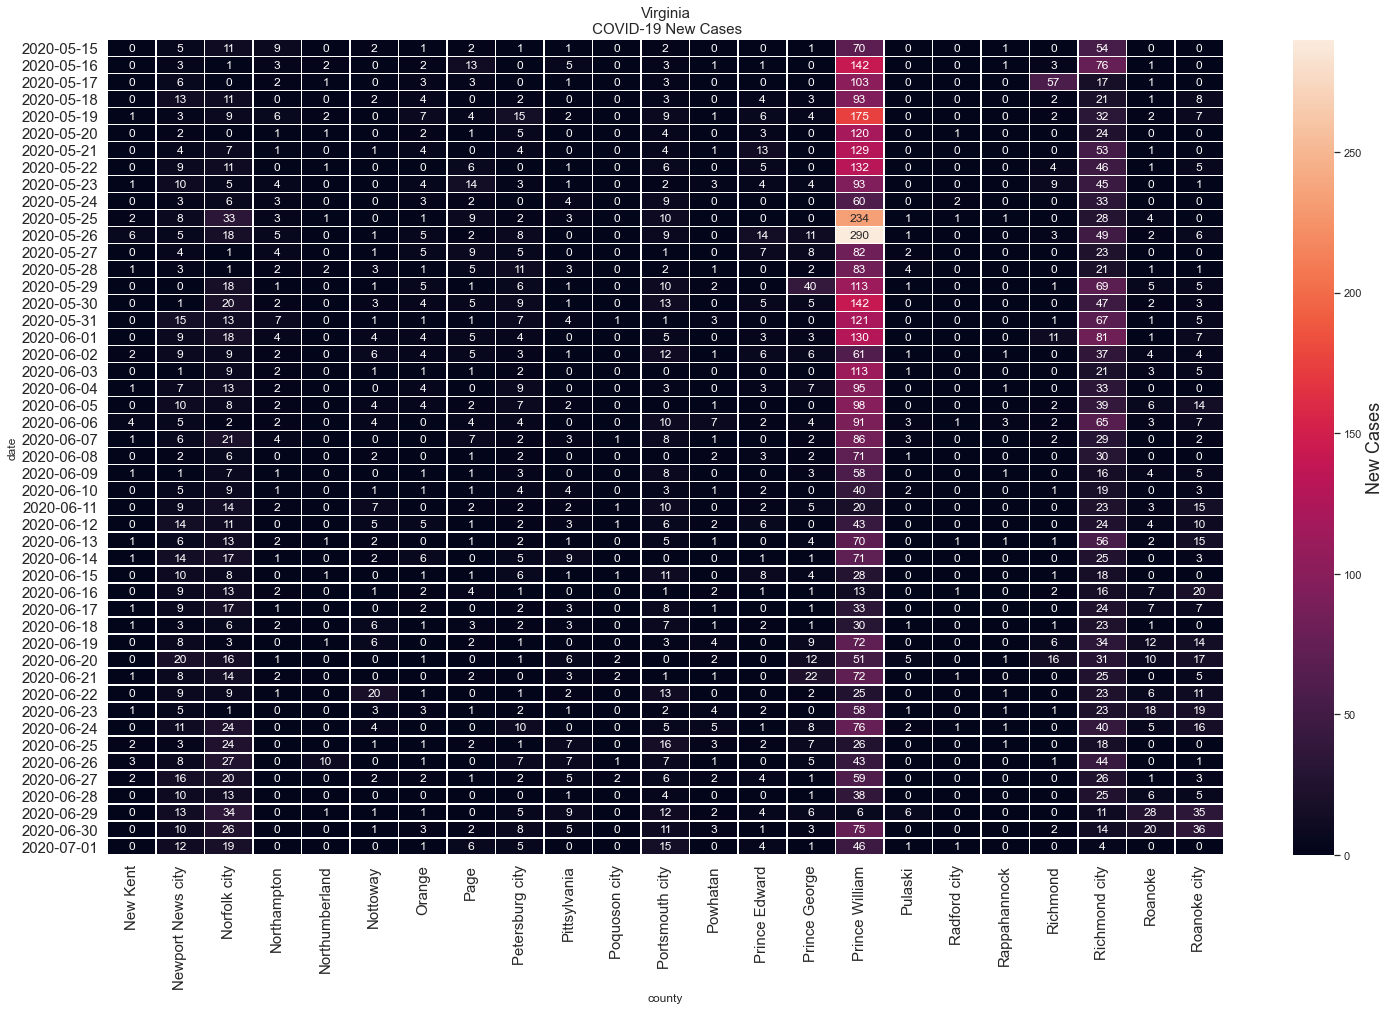 Virginia
COVID-19 New Cases
2020-05-15 0 5 11 9 0 2 1 2 1 1 0 2 0 0 1 70 0 0 1 0 54 0 0
2020-05-16 0 3 1 3 2 0 2 13 0 5 0 3 1 1 0 142 0 0 1 3 76 1 0
2020-05-17 0 6 0 2 1 0 3 3 0 1 0 3 0 0 0 103 0 0 0 57 17 1 0
2020-05-18 0 13 11 0 0 2 4 0 2 0 0 3 0 4 3 93 0 0 0 2 21 1 8
2020-05-19 1 3 9 6 2 0 7 4 15 2 0 9 1 6 4 175 0 0 0 2 32 2 7
2020-05-20 0 2 0 1 1 0 2 1 5 0 0 4 0 3 0 120 0 1 0 0 24 0 0
2020-05-21 0 4 7 1 0 1 4 0 4 0 0 4 1 13 0 129 0 0 0 0 53 1 0
2020-05-22 0 9 11 0 1 0 0 6 0 1 0 6 0 5 0 132 0 0 0 4 46 1 5
2020-05-23 1 10 5 4 0 0 4 14 3 1 0 2 3 4 4 93 0 0 0 9 45 0 1
2020-05-24 0 3 6 3 0 0 3 2 0 4 0 9 0 0 0 60 0 2 0 0 33 0 0
2020-05-25 2 8 33 3 1 0 1 9 2 3 0 10 0 0 0 234 1 1 1 0 28 4 0
2020-05-26 6 5 18 5 0 1 5 2 8 0 0 9 0 14 11 290 1 0 0 3 49 2 6
2020-05-27 0 4 1 4 0 1 5 9 5 0 0 1 0 7 8 82 2 0 0 0 23 0 0
2020-05-28 1 3 1 2 2 3 1 5 11 3 0 2 1 0 2 83 4 0 0 0 21 1 1
2020-05-29 0 0 18 1 0 1 5 1 6 1 0 10 2 0 40 113 1 0 0 1 69 5 5
2020-05-30 0 1 20 2 0 3 4 5 9 1 0 13 0 5 5 142 0 0 0 0 47 2 3
2020-05-31 0 15 13 7 0 1 1 1 7 4 1 1 3 0 0 121 0 0 0 1 67 1 5
2020-06-01 0 9 18 4 0 4 4 5 4 0 0 5 0 3 3 130 0 0 0 11 81 1 7
2020-06-02 2 9 9 2 0 6 4 5 3 1 0 12 1 6 6 61 1 0 1 0 37 4 4
2020-06-03 0 1 9 2 0 1 1 1 2 0 0 0 0 0 0 113 1 0 0 0 21 3 5
2020-06-04 1 7 13 2 0 0 4 0 9 0 0 3 0 3 7 95 0 0 1 0 33 0 0
2020-06-05 0 10 8 2 0 4 4 2 7 2 0 0 1 0 0 98 0 0 0 2 39 6 14
2020-06-06 4 5 2 2 0 4 0 4 4 0 0 10 7 2 4 91 3 1 3 2 65 3 7
2020-06-07 1 6 21 4 0 0 0 7 2 3 1 8 1 0 2 86 3 0 0 2 29 0 2
2020-06-08 0 2 6 0 0 2 0 1 2 0 0 0 2 3 2 71 1 0 0 0 30 0 0
2020-06-09 1 1 7 1 0 0 1 1 3 0 0 8 0 0 3 58 0 0 1 0 16 4 5
2020-06-10 0 5 9 1 0 1 1 1 4 4 0 3 1 2 0 40 2 0 0 1 19 0 3
2020-06-11 0 9 14 2 0 7 0 2 2 2 1 10 0 2 5 20 0 0 0 0 23 3 15
2020-06-12 0 14 11 0 0 5 5 1 2 3 1 6 2 6 0 43 0 0 0 0 24 4 10
2020-06-13 1 6 13 2 1 2 0 1 2 1 0 5 1 0 4 70 0 1 1 1 56 2 15
2020-06-14 1 14 17 1 0 2 6 0 5 9 0 0 0 1 1 71 0 0 0 0 25 0 3
2020-06-15 0 10 8 0 1 0 1 1 6 1 1 11 0 8 4 28 0 0 0 1 18 0 0
2020-06-16 0 9 13 2 0 1 2 4 1 0 0 1 2 1 1 13 0 1 0 2 16 7 20
2020-06-17 1 9 17 1 0 0 2 0 2 3 0 8 1 0 1 33 0 0 0 0 24 7 7
2020-06-18 1 3 6 2 0 6 1 3 2 3 0 7 1 2 1 30 1 0 0 1 23 1 0
2020-06-19 0 8 3 0 1 6 0 2 1 0 0 3 4 0 9 72 0 0 0 6 34 12 14
2020-06-20 0 20 16 1 0 0 1 0 1 6 2 0 2 0 12 51 5 0 1 16 31 10 17
2020-06-21 1 8 14 2 0 0 0 2 0 3 2 1 1 0 22 72 0 1 0 0 25 0 5
2020-06-22 0 9 9 1 0 20 1 0 1 2 0 13 0 0 2 25 0 0 1 0 23 6 11
2020-06-23 1 5 1 0 0 3 3 1 2 1 0 2 4 2 0 58 1 0 1 1 23 18 19
2020-06-24 0 11 24 0 0 4 0 0 10 0 0 5 5 1 8 76 2 1 1 0 40 5 16
2020-06-25 2 3 24 0 0 1 1 2 1 7 0 16 3 2 7 26 0 0 1 0 18 0 0
2020-06-26 3 8 27 0 10 0 1 0 7 7 1 7 1 0 5 43 0 0 0 1 44 0 1
2020-06-27 2 16 20 0 0 2 2 1 2 5 2 6 2 4 1 59 0 0 0 0 26 1 3
2020-06-28 0 10 13 0 0 0 0 0 0 1 0 4 0 0 1 38 0 0 0 0 25 6 5
2020-06-29 0 13 34 0 1 1 1 0 5 9 0 12 2 4 6 6 6 0 0 0 11 28 35
2020-06-30 0 10 26 0 0 1 3 2 8 5 0 11 3 1 3 75 0 0 0 2 14 20 36
2020-07-01 0 12 19 0 0 0 1 6 5 0 0 15 0 4 1 46 1 1 0 0 4 0 0
date
New Kent
Newport News city
Norfolk city
Northampton
Northumberland
Nottoway
Orange
Page
Petersburg city
Pittsylvania
Poquoson city
Portsmouth city
Powhatan
Prince Edward
Prince George
Prince William
Pulaski
Radford city
Rappahannock
Richmond
Richmond city
Roanoke
Roanoke city
county
250
200
150
100
50
0
New Cases